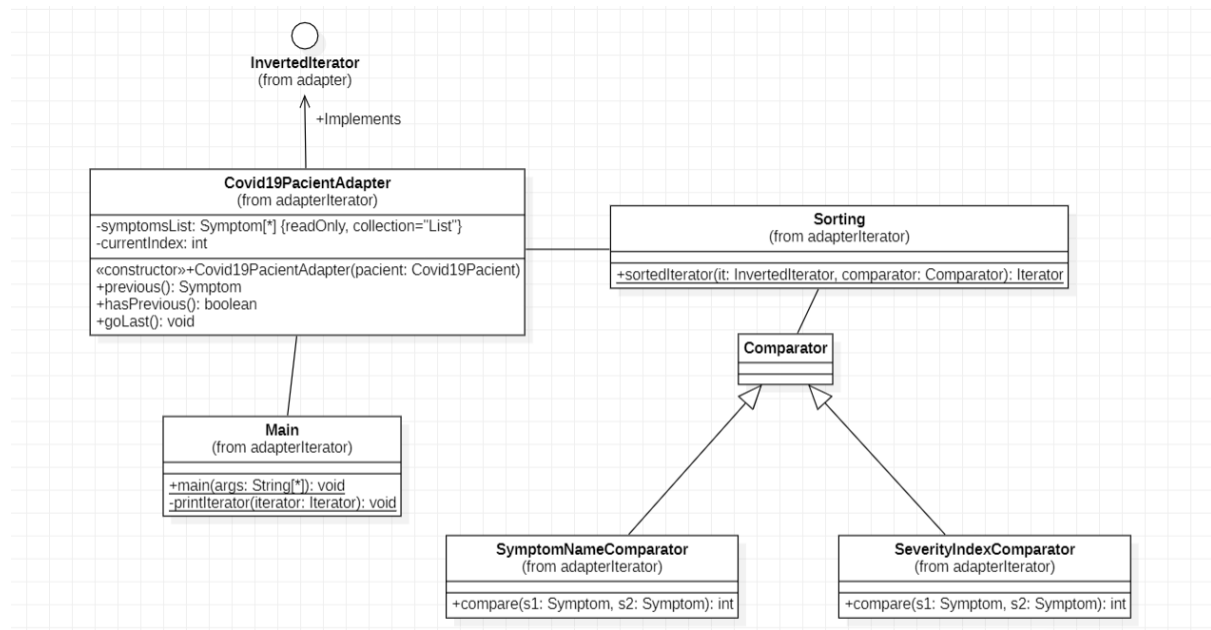 InvertedIterator
(from adapter)
+Implements
Covid19PacientAdapter
(from adapterIterator)
-symptomsList: Symptom[*] {readOnly, collection="List"}
-currentIndex: int
«constructor»+Covid19PacientAdapter(pacient: Covid19Pacient)
+previous(): Symptom
+hasPrevious(): boolean
+goLast(): void
Sorting
(from adapterIterator)
+sortedIterator(it: InvertedIterator, comparator: Comparator): Iterator
Comparator
Main
(from adapterIterator)
+main(args: String[*]): void
-printIterator(iterator: Iterator): void
SymptomNameComparator
(from adapterIterator)
+compare(s1: Symptom, s2: Symptom): int
SeverityIndexComparator
(from adapterIterator)
+compare(s1: Symptom, s2: Symptom): int